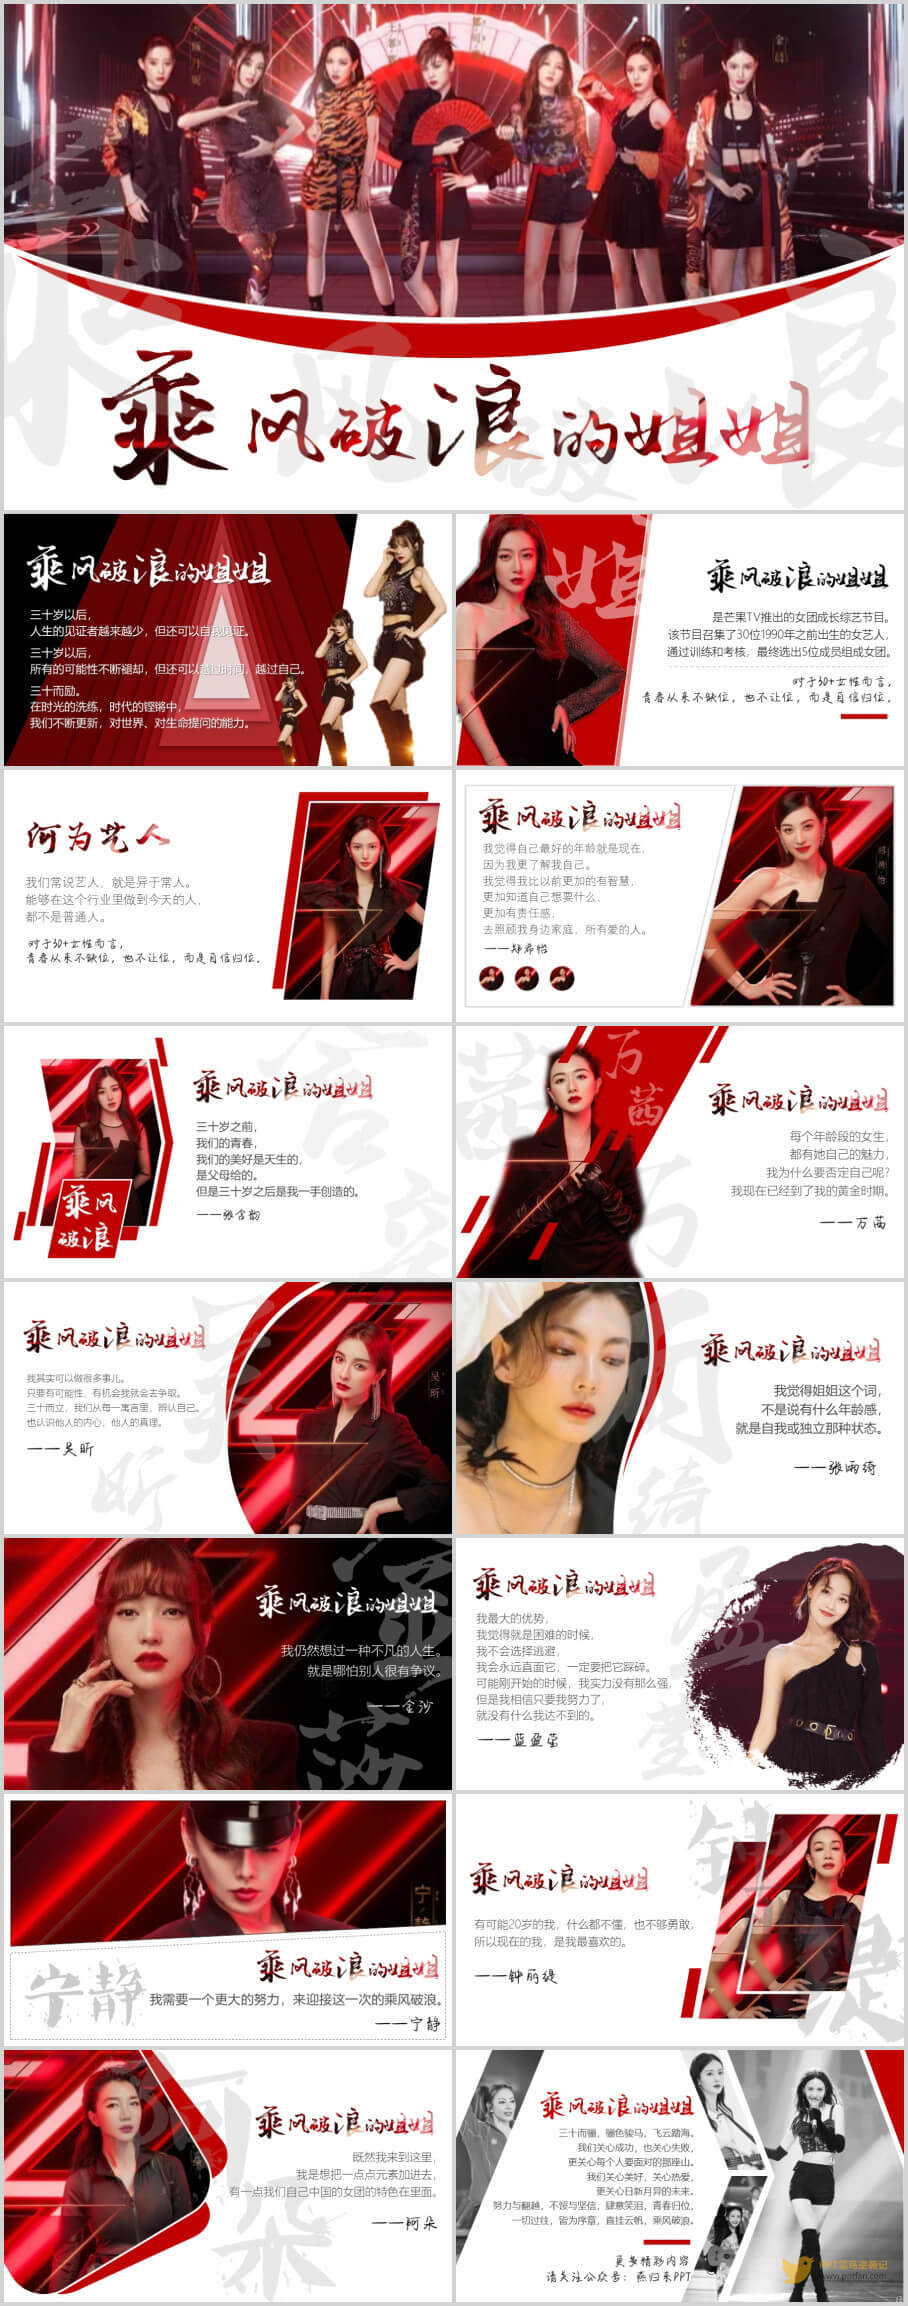 乘风破浪的姐姐
乘风破浪的姐姐
三十岁以后，
人生的见证者越来越少，但还可以自我见证。
三十岁以后，
所有的可能性不断褪却，但还可以越过时间，越过自己。
三十而励。
在时光的洗练，时代的铿锵中，
我们不断更新，对世界、对生命提问的能力。
姐
乘风破浪的姐姐
是芒果TV推出的女团成长综艺节目。
该节目召集了30位1990年之前出生的女艺人，
通过训练和考核，最终选出5位成员组成女团。
对于30+女性而言，
青春从来不缺位，也不让位，而是自信归位。
何为艺人
我们常说艺人，就是异于常人。
能够在这个行业里做到今天的人，
都不是普通人。
对于30+女性而言，
青春从来不缺位，也不让位，而是自信归位。
乘风破浪的姐姐
我觉得自己最好的年龄就是现在，
因为我更了解我自己。
我觉得我比以前更加的有智慧，
更加知道自己想要什么，
更加有责任感，
去照顾我身边家庭，所有爱的人。
——郑希怡
乘风
破浪
乘风破浪的姐姐
三十岁之前，
我们的青春，
我们的美好是天生的，
是父母给的。
但是三十岁之后是我一手创造的。
——张含韵
万茜
乘风破浪的姐姐
每个年龄段的女生，
都有她自己的魅力，
我为什么要否定自己呢?
我现在已经到了我的黄金时期。
——万茜
乘风破浪的姐姐
我其实可以做很多事儿。
只要有可能性，有机会我就会去争取。
三十而立，我们从每一寓言里，辨认自己。
也认识他人的内心，他人的真理。
——吴昕
吴昕
乘风破浪的姐姐
我觉得姐姐这个词，
不是说有什么年龄感，
就是自我或独立那种状态。
——张雨绮
雨绮
乘风破浪的姐姐
我仍然想过一种不凡的人生。
就是哪怕别人很有争议。
——金莎
乘风破浪的姐姐
我最大的优势，
我觉得就是困难的时候，
我不会选择逃避，
我会永远直面它，一定要把它踩碎。
可能刚开始的时候，我实力没有那么强，
但是我相信只要我努力了，
就没有什么我达不到的。
——蓝盈莹
盈莹
宁静
乘风破浪的姐姐
我需要一个更大的努力，来迎接这一次的乘风破浪。
——宁静
乘风破浪的姐姐
有可能20岁的我，什么都不懂，也不够勇敢，
所以现在的我，是我最喜欢的。
——钟丽缇
钟缇
阿朵
乘风破浪的姐姐
既然我来到这里，
我是想把一点点元素加进去，
有一点我们自己中国的女团的特色在里面。
——阿朵
乘风破浪的姐姐
三十而骊，骊色骏马，飞云踏海。
我们关心成功，也关心失败，
更关心每个人要面对的那座山。
我们关心美好，关心热爱，
更关心日新月异的未来。
努力与翻越，不馁与坚信，肆意笑泪，青春归位，
一切过往，皆为序章，直挂云帆，乘风破浪。
更多精彩内容
请关注公众号：燕归来PPT